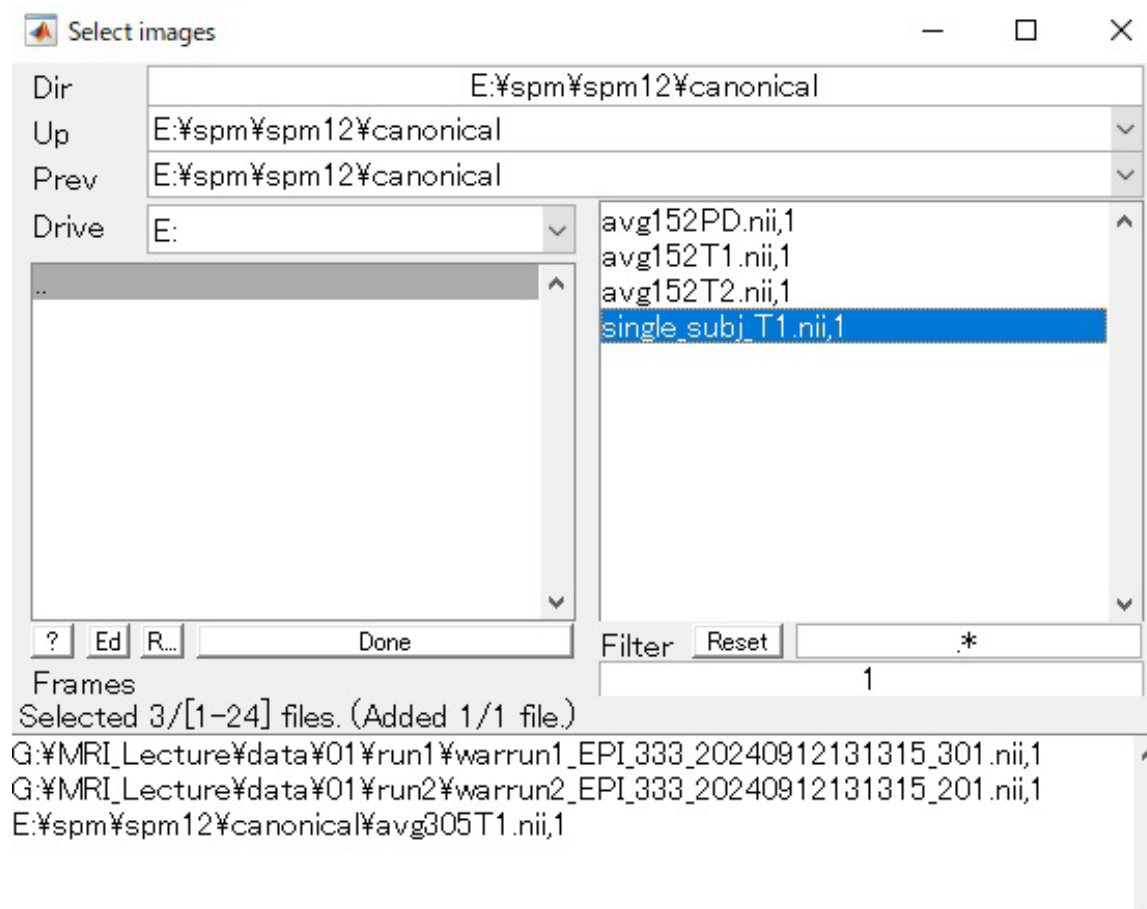 Select images
Dir E:¥spm¥spm12¥canonical
Up E:¥spm¥spm12¥canonical
Prev E:¥spm¥spm12¥canonical
Drive E:
..
avg152PD.nii,1
avg152T1.nii,1
avg152T2.nii,1
single_subj_T1.nii,1
? Ed R... Done
Filter Reset .*
Frames 1
Selected 3/[1-24] files. (Added 1/1 file.)
G:¥MRI_Lecture¥data¥01¥run1¥warrun1_EPI_333_20240912131315_301.nii,1
G:¥MRI_Lecture¥data¥01¥run2¥warrun2_EPI_333_20240912131315_201.nii,1
E:¥spm¥spm12¥canonical¥avg305T1.nii,1